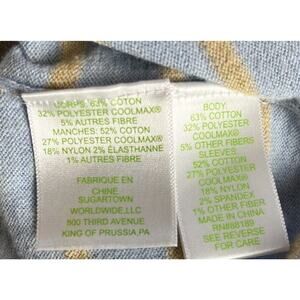 CORPS: 63% COTON
32% POLYESTER COOLMAX®
5% AUTRES FIBRE
MANCHES: 52% COTON
27% POLYESTER COOLMAX®
18% NYLON 2% ÉLASTHANNE
1% AUTRES FIBRE
FABRIQUE EN
CHINE
SUGARTOWN
WORLDWIDE,LLC
800 THIRD AVENUE
KING OF PRUSSIA,PA
BODY:
63% COTTON
32% POLYESTER
COOLMAX®
5% OTHER FIBERS
SLEEVES:
52% COTTON
27% POLYESTER
COOLMAX®
18% NYLON
2% SPANDEX
1% OTHER FIBER
MADE IN CHINA
RN#88189
SEE REVERSE
FOR CARE